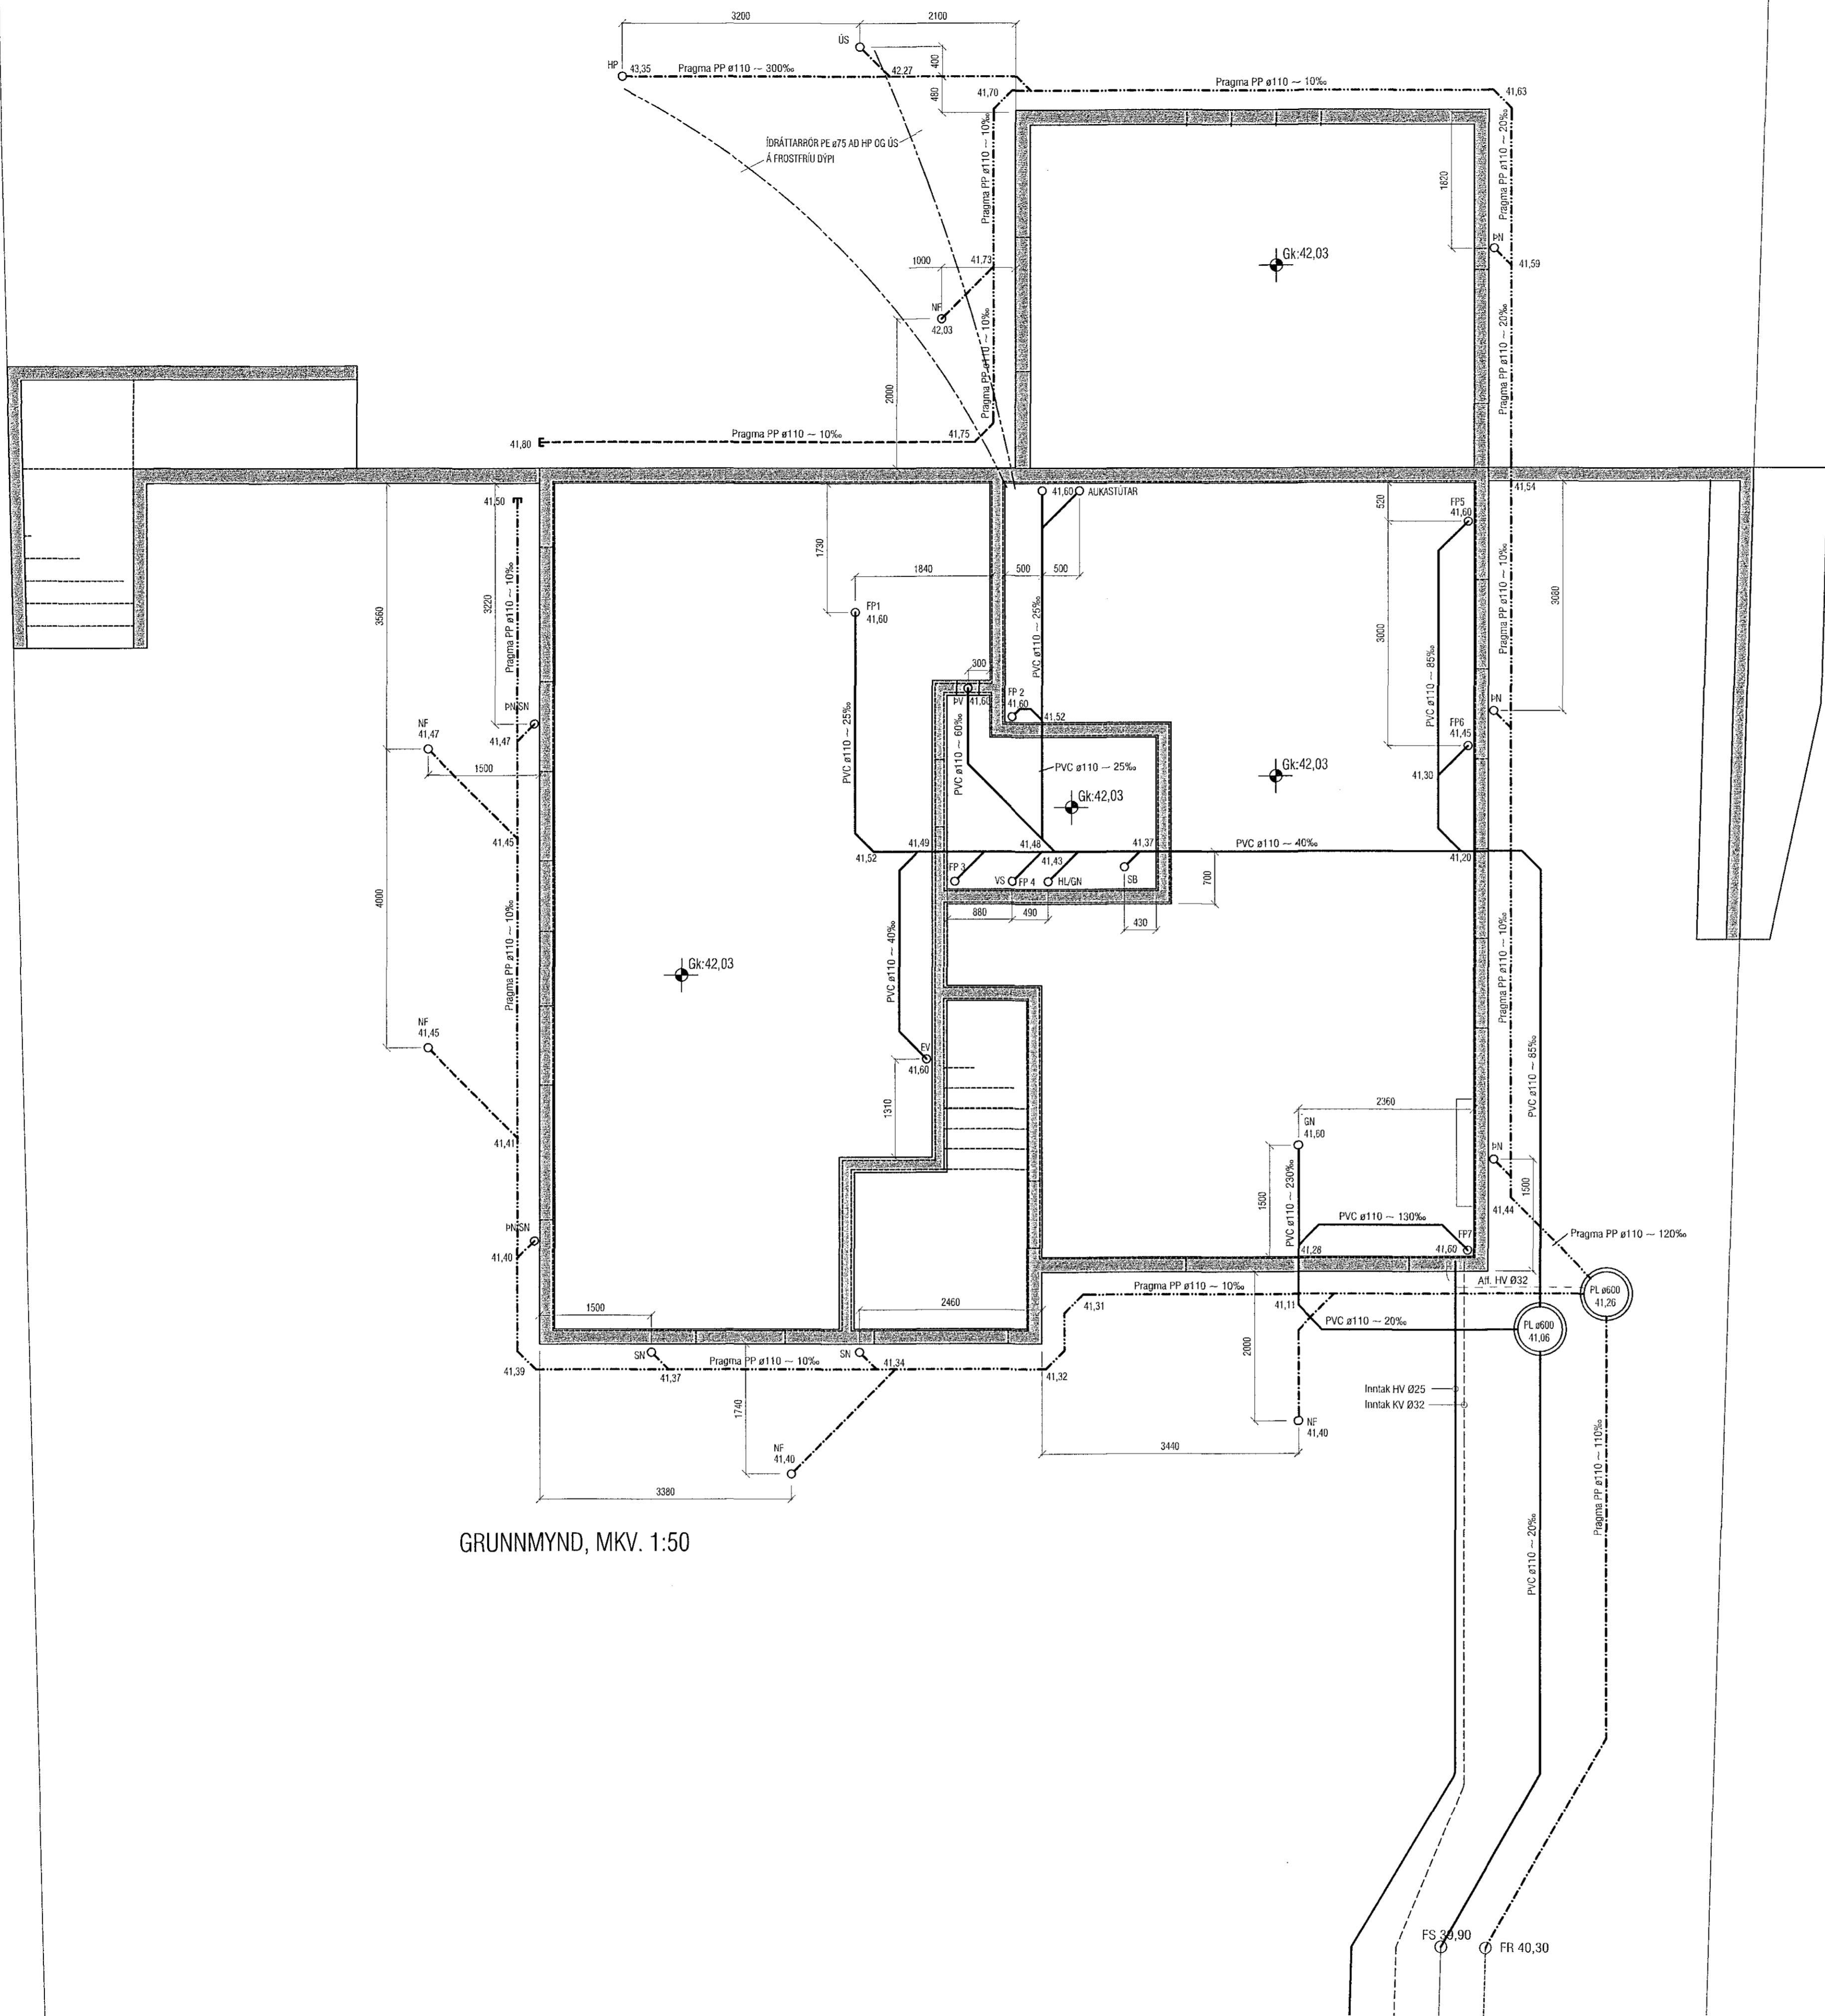 3200
2100
ÚS
HP
43,35
Pragma PP ø110 ~ 300‰
42,27
400
480
Pragma PP ø110 ~ 10‰
41,70
41,63
ÍDRÁTTARRÖR PE ø75 AÐ HP OG ÚS
Á FROSTFRÍU DÝPI
Pragma PP ø110 ~ 10‰
Pragma PP ø110 ~ 20‰
1820
ÞN
41,59
Gk:42,03
1000
41,73
NF
42,03
Pragma PP ø110 ~ 10‰
Pragma PP ø110 ~ 20‰
2000
41,80
Pragma PP ø110 ~ 10‰
41,75
41,50
41,60
AUKASTÚTAR
520
FP5
41,60
41,54
1730
1840
500
500
Pragma PP ø110 ~ 10‰
3220
3560
FP1
41,60
PVC ø110 ~ 25‰
3000
PVC ø110 ~ 85‰
Pragma PP ø110 ~ 10‰
3080
300
ÞV
41,60
FP 2
41,60
41,52
ÞN/SN
41,47
NF
41,47
1500
PVC ø110 ~ 25‰
PVC ø110 ~ 60‰
PVC ø110 ~ 25‰
Gk:42,03
Gk:42,03
FP6
41,45
41,30
ÞN
41,45
41,52
41,49
41,48
41,43
41,37
PVC ø110 ~ 40‰
41,20
FP 3
VS
FP 4
HL/GN
SB
700
880
490
430
4000
Pragma PP ø110 ~ 10‰
PVC ø110 ~ 40‰
Gk:42,03
Pragma PP ø110 ~ 10‰
NF
41,45
EV
41,60
1310
PVC ø110 ~ 85‰
41,41
2360
GN
41,60
1500
PVC ø110 ~ 230‰
ÞN
1500
41,44
ÞN/SN
41,40
PVC ø110 ~ 130‰
41,28
41,60
FP7
Pragma PP ø110 ~ 120‰
Afl. HV Ø32
Pragma PP ø110 ~ 10‰
PL ø600
41,26
1500
2460
41,31
41,11
PVC ø110 ~ 20‰
PL ø600
41,06
2000
SN
SN
41,39
Pragma PP ø110 ~ 10‰
41,37
41,34
41,32
1740
Inntak HV Ø25
Inntak KV Ø32
NF
41,40
3440
NF
41,40
3380
Pragma PP ø110 ~ 110‰
GRUNNMYND, MKV. 1:50
PVC ø110 ~ 20‰
FS 39,90
FR 40,30